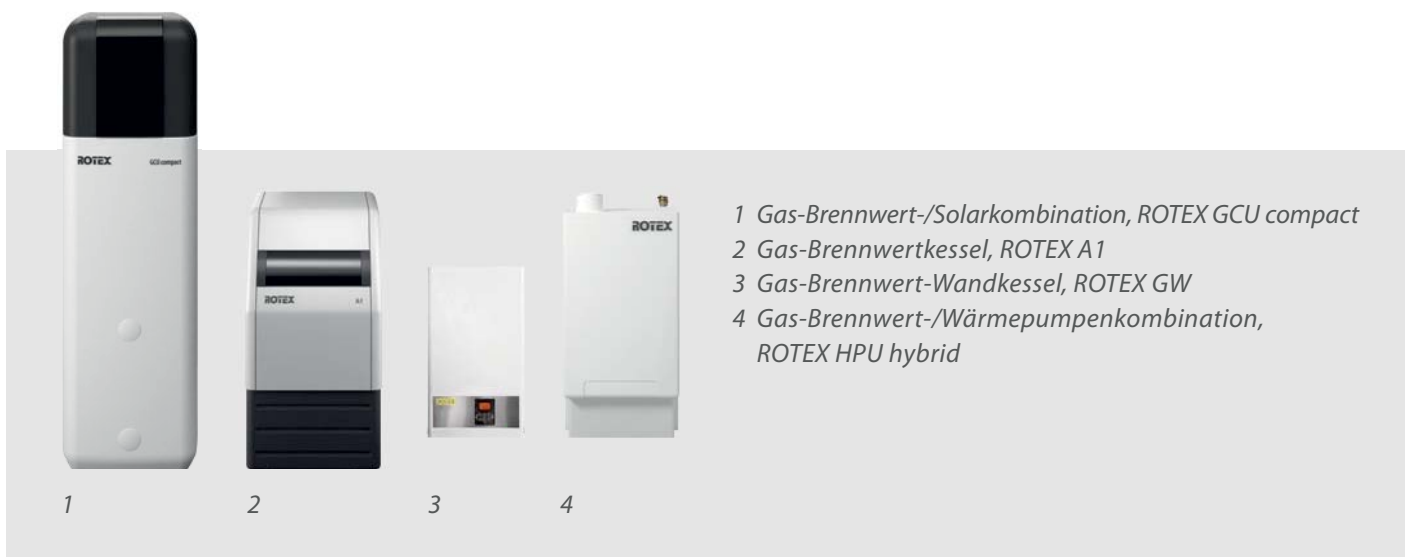 ROTEX GCU compact
ROTEX A1
ROTEX
1 Gas-Brennwert-/Solarkombination, ROTEX GCU compact
2 Gas-Brennwertkessel, ROTEX A1
3 Gas-Brennwert-Wandkessel, ROTEX GW
4 Gas-Brennwert-/Wärmepumpenkombination,
ROTEX HPU hybrid
1 2 3 4